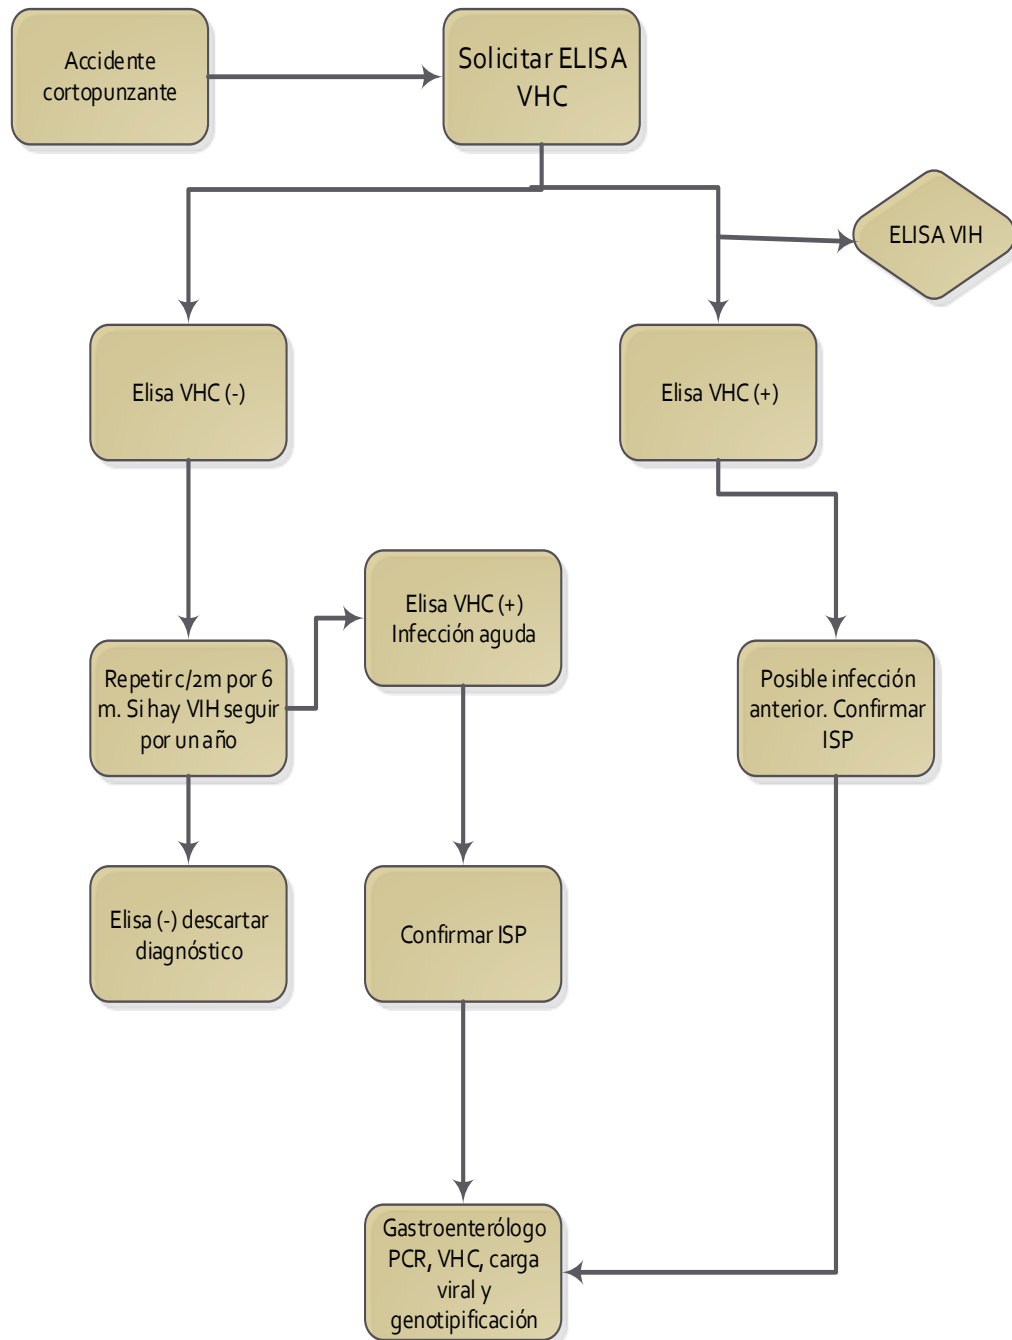 Accidente
cortopunzante
Solicitar ELISA
VHC
ELISA VIH
Elisa VHC (-)
Elisa VHC (+)
Elisa VHC (+)
Infección aguda
Repetir c/2m por 6
m. Si hay VIH seguir
por un año
Posible infección
anterior. Confirmar
ISP
Elisa (-) descartar
diagnóstico
Confirmar ISP
Gastroenterólogo
PCR, VHC, carga
viral y
genotipificación